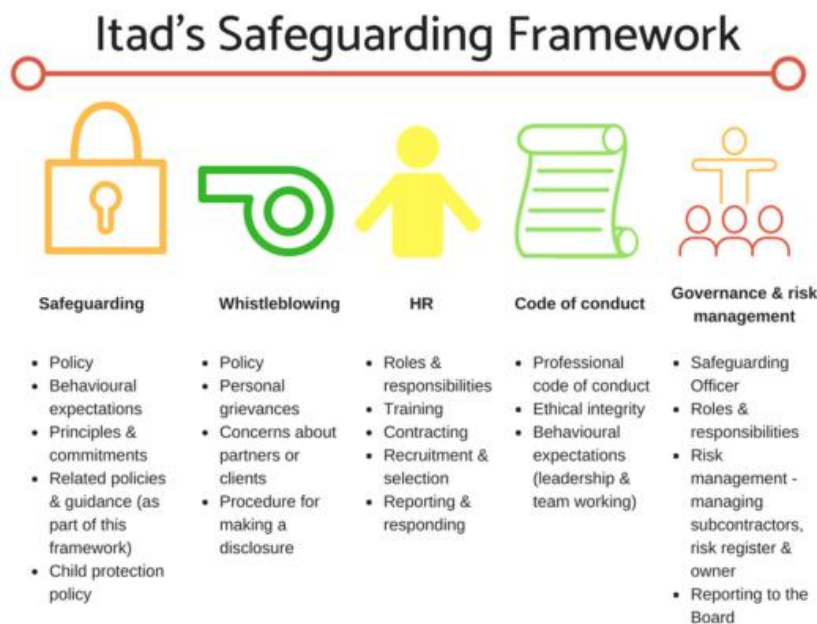 Itad's Safeguarding Framework
Safeguarding
• Policy
• Behavioural
expectations
• Principles &
commitments
• Related policies
& guidance (as
part of this
framework)
• Child protection
policy
Whistleblowing
• Policy
• Personal
grievances
• Concerns about
partners or
clients
• Procedure for
making a
disclosure
HR
• Roles &
responsibilities
• Training
• Contracting
• Recruitment &
selection
• Reporting &
responding
Code of conduct
• Professional
code of conduct
• Ethical integrity
• Behavioural
expectations
(leadership &
team working)
Governance & risk
management
• Safeguarding
Officer
• Roles &
responsibilities
• Risk
management -
managing
subcontractors,
risk register &
owner
• Reporting to the
Board